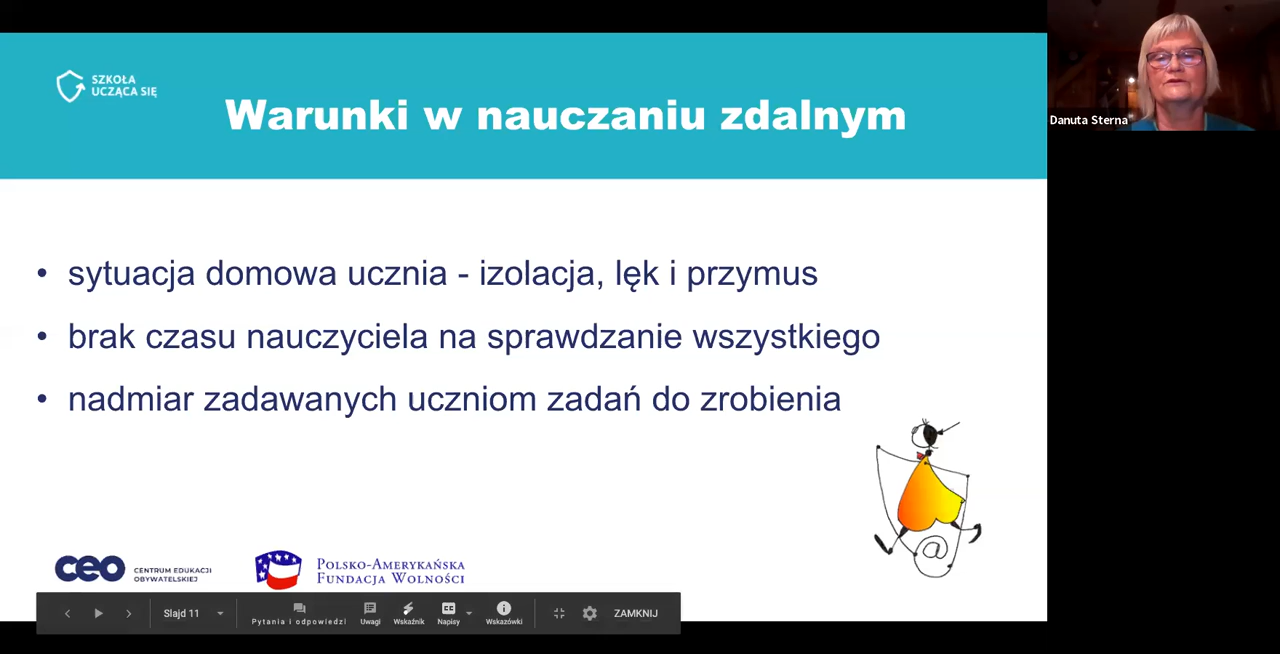 SZKOŁA
UCZĄCA SIĘ
Warunki w nauczaniu zdalnym
Danuta Sterna
• sytuacja domowa ucznia - izolacja, lęk i przymus
• brak czasu nauczyciela na sprawdzanie wszystkiego
• nadmiar zadawanych uczniom zadań do zrobienia
@
CEO
CENTRUM EDUKACJI
OBYWATELSKIEJ
POLSKO-AMERYKAŃSKA
FUNDACJA WOLNOŚCI
Slajd 11
Pytania i odpowiedzi
Uwagi
Wskaźnik
CC
Napisy
Wskazówki
ZAMKNIJ